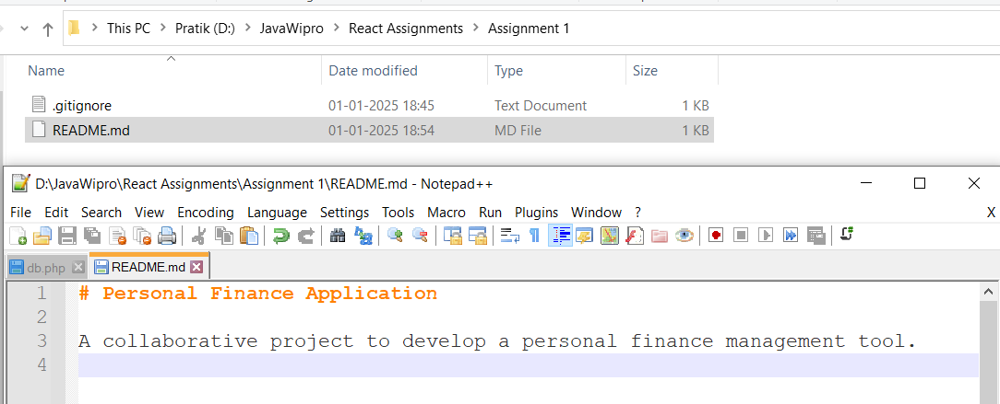 This PC > Pratik (D:) > JavaWipro > React Assignments > Assignment 1
Name Date modified Type Size
.gitignore 01-01-2025 18:45 Text Document 1 KB
README.md 01-01-2025 18:54 MD File 1 KB
D:\JavaWipro\React Assignments\Assignment 1\README.md - Notepad++
File Edit Search View Encoding Language Settings Tools Macro Run Plugins Window ? X
db.php README.md
1 # Personal Finance Application
2
3 A collaborative project to develop a personal finance management tool.
4